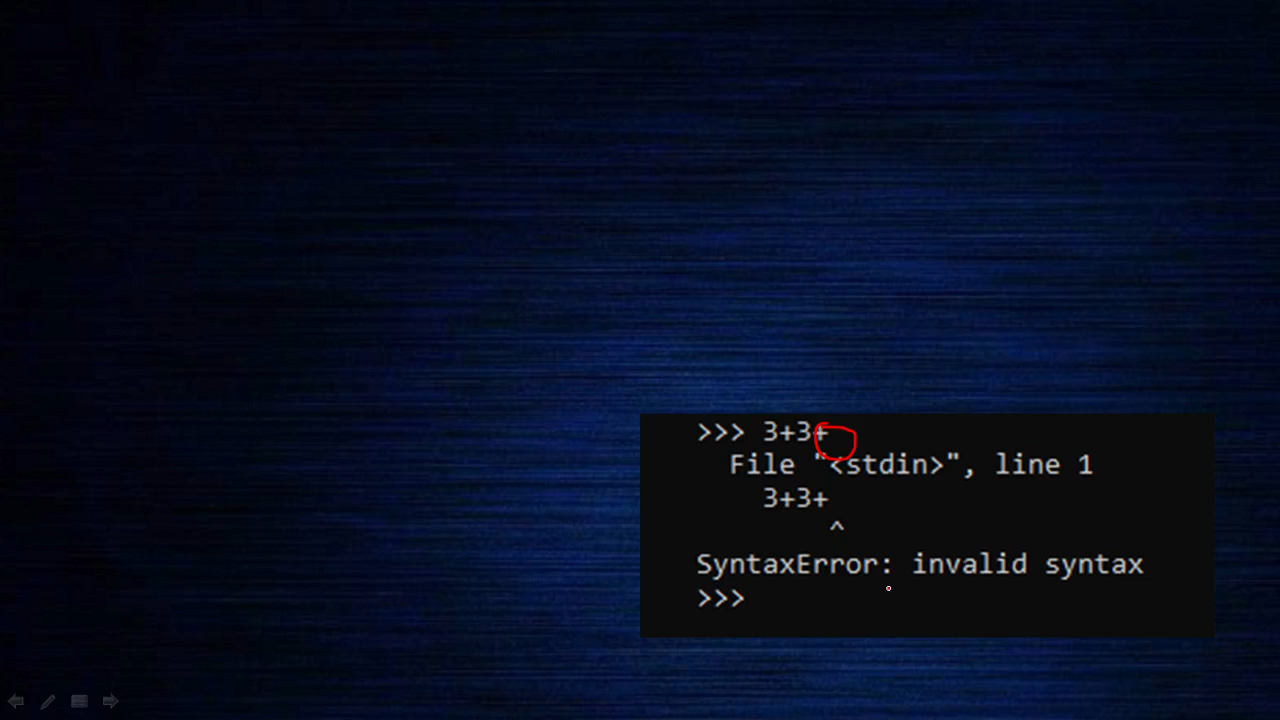 >>> 3+3+
File "<stdin>", line 1
3+3+
^
SyntaxError: invalid syntax
>>>